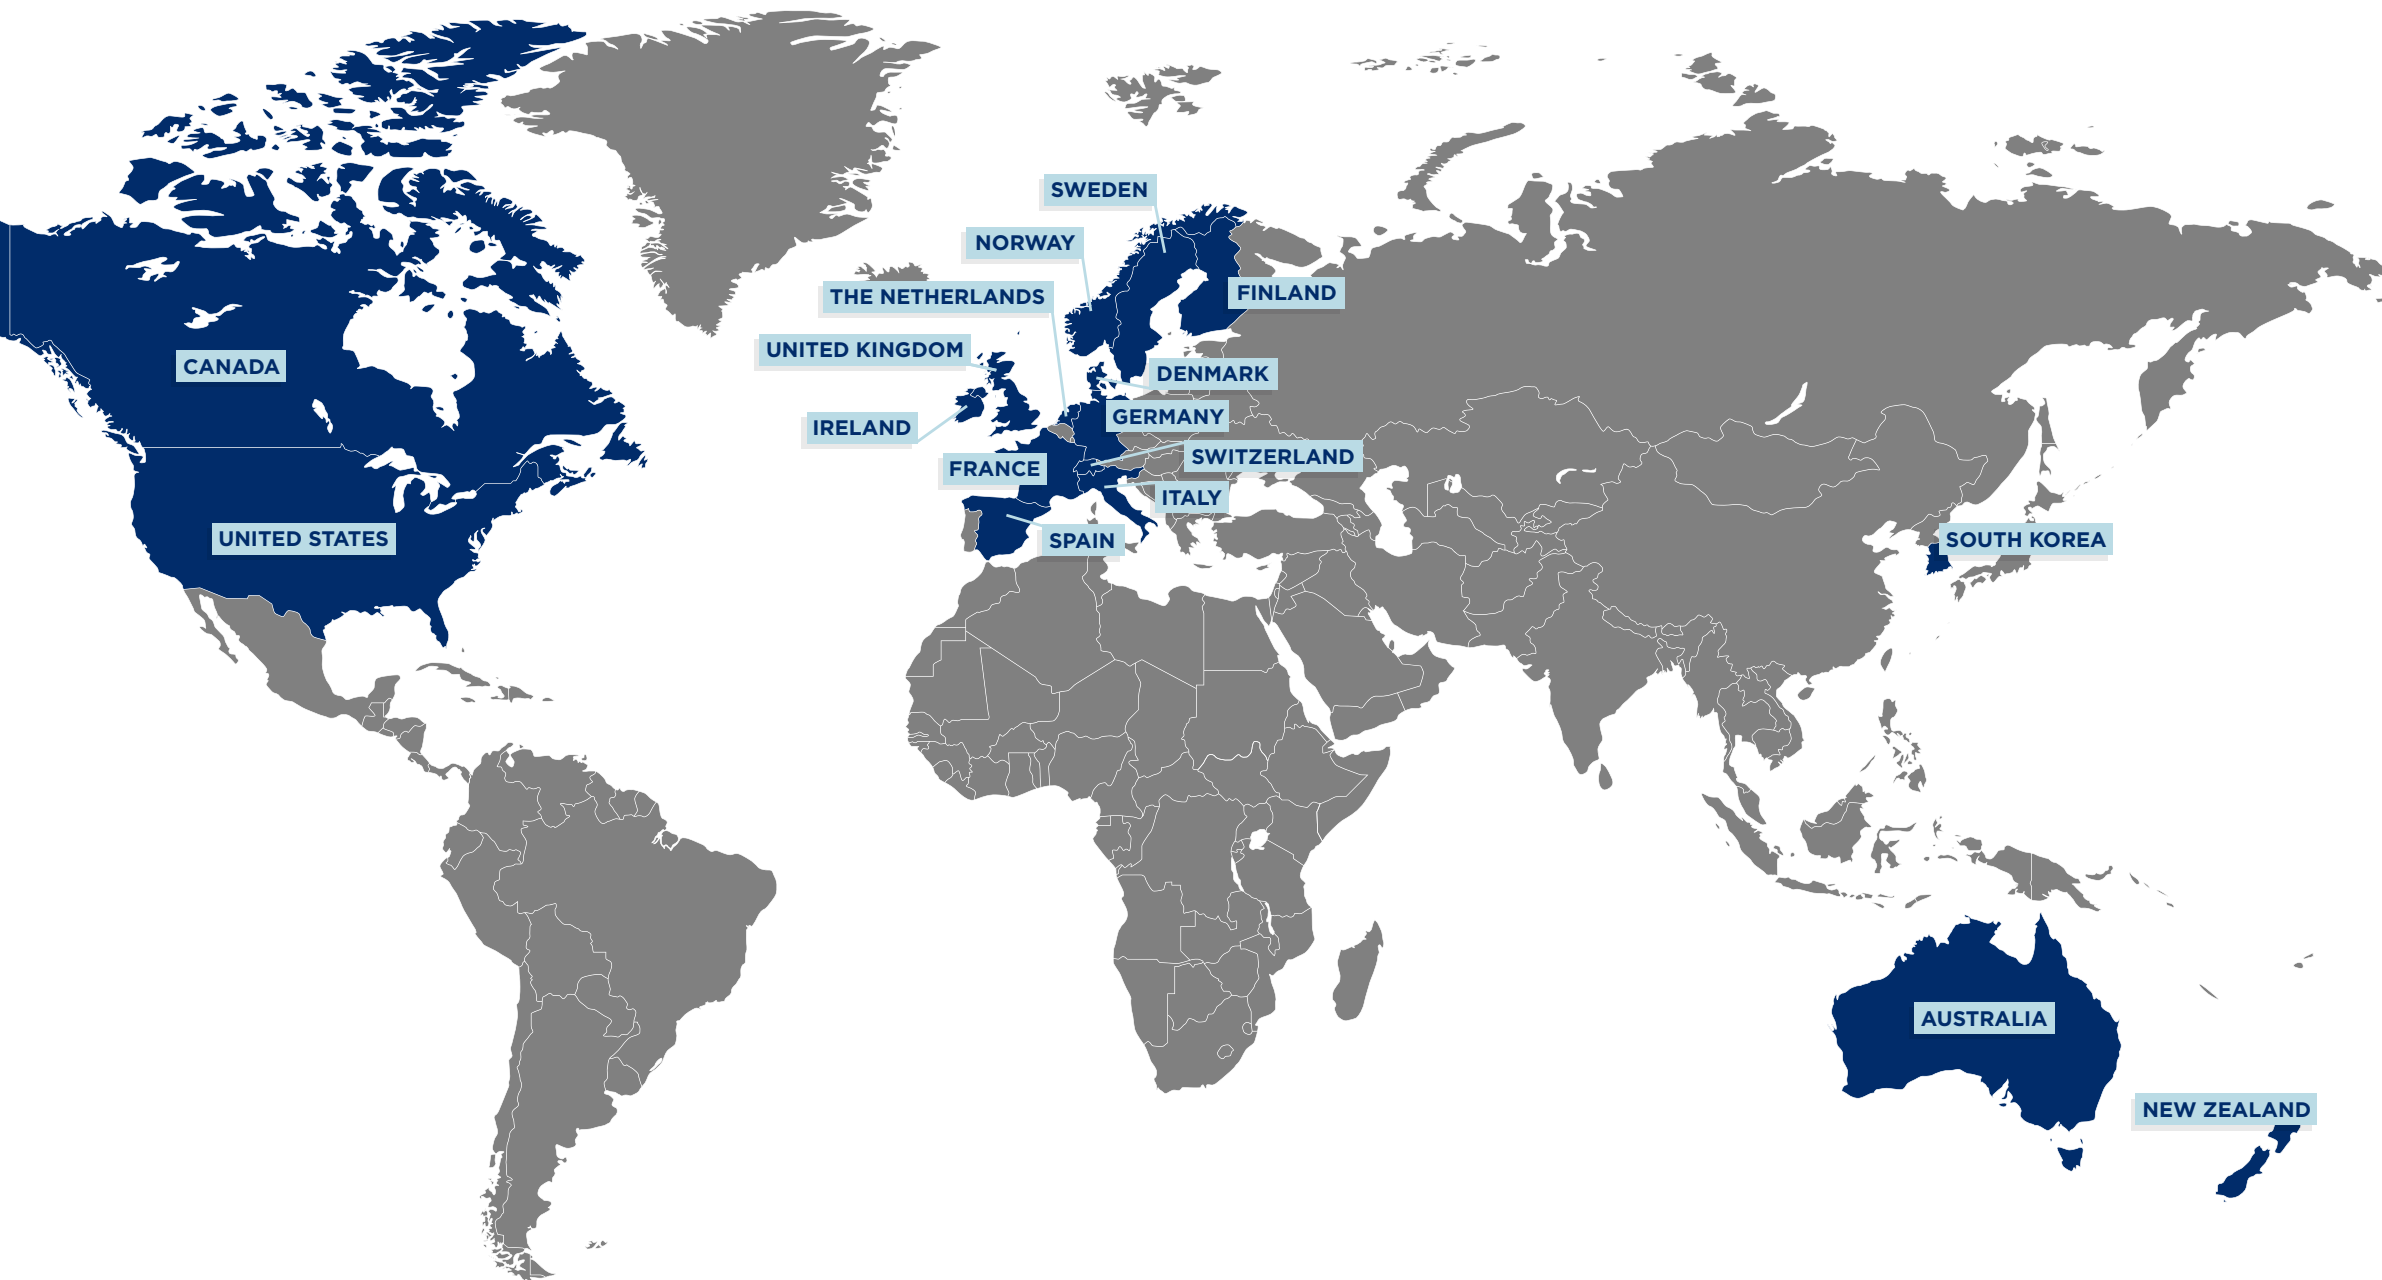 SWEDEN
NORWAY
THE NETHERLANDS
FINLAND
UNITED KINGDOM
CANADA
DENMARK
GERMANY
IRELAND
SWITZERLAND
FRANCE
ITALY
UNITED STATES
SPAIN
SOUTH KOREA
AUSTRALIA
NEW ZEALAND